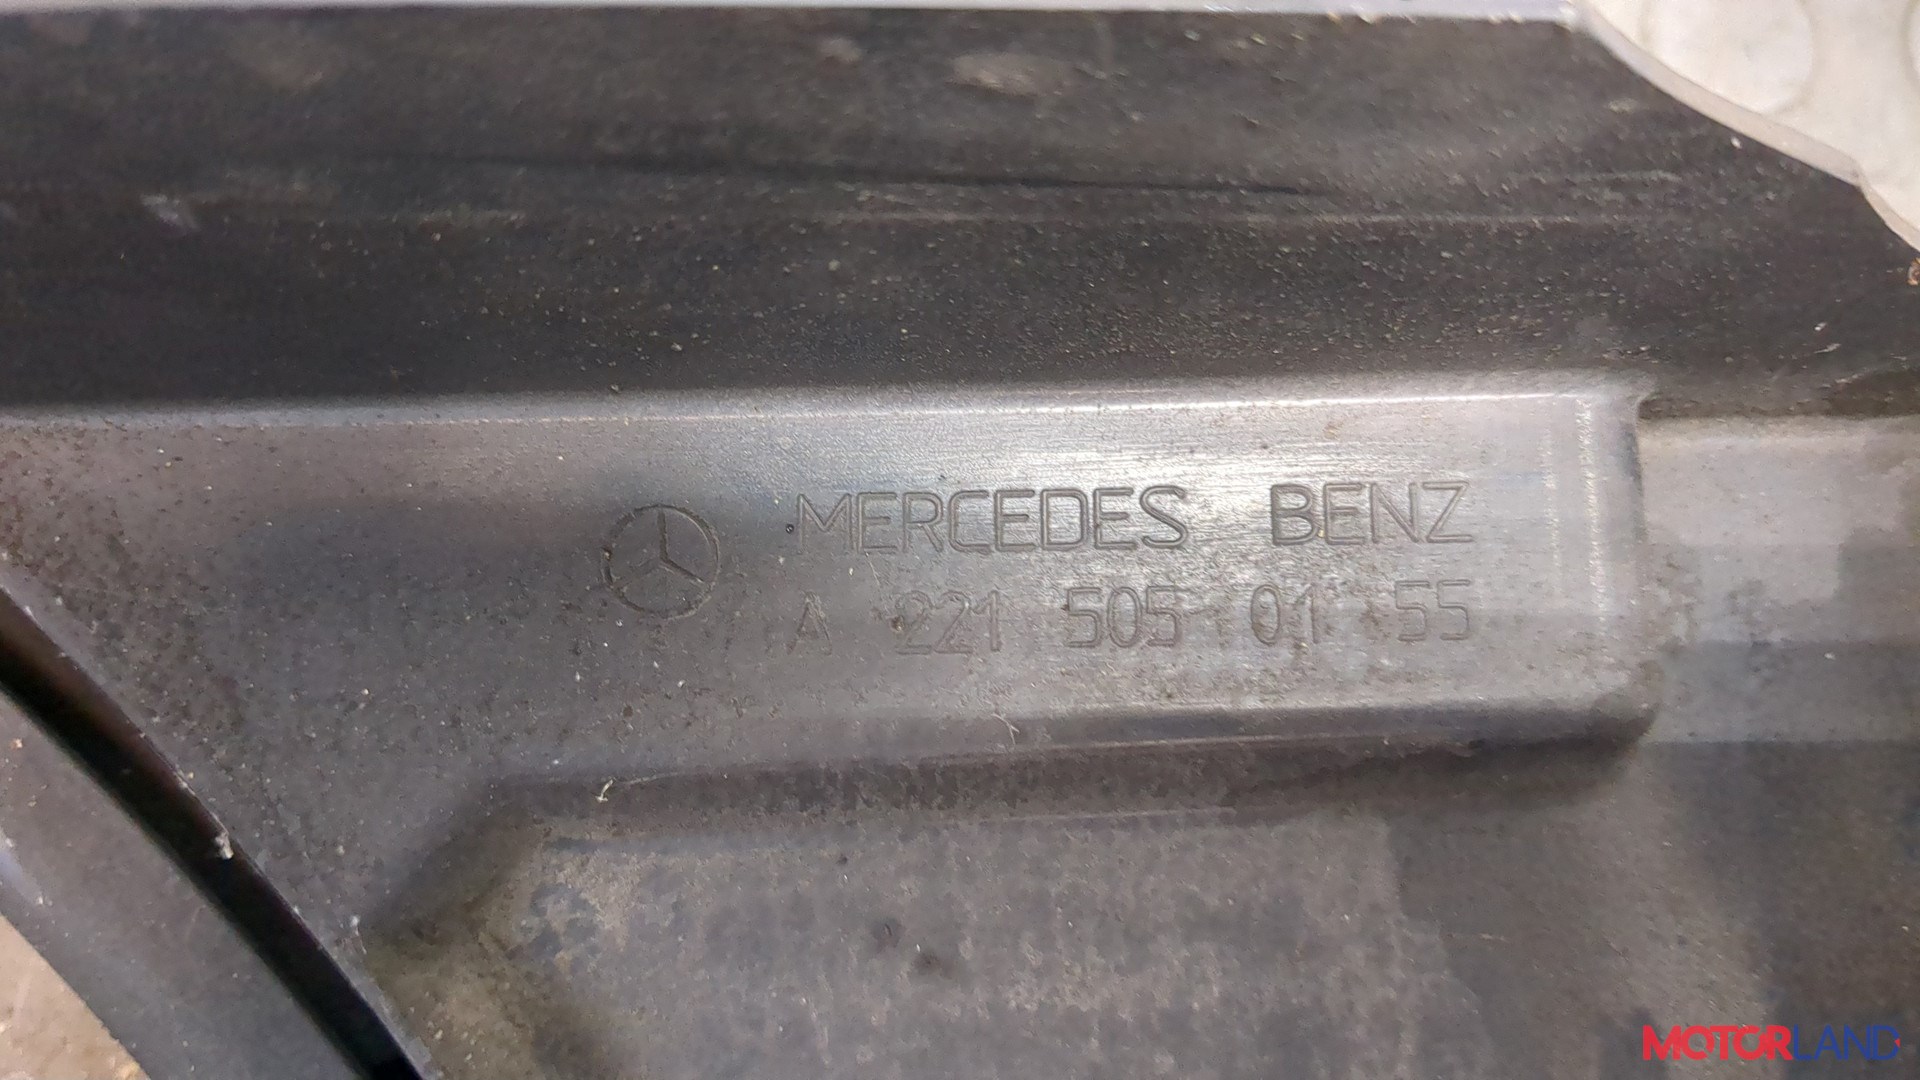 MERCEDES BENZ
A 221 505 01 55
MOTORLAND